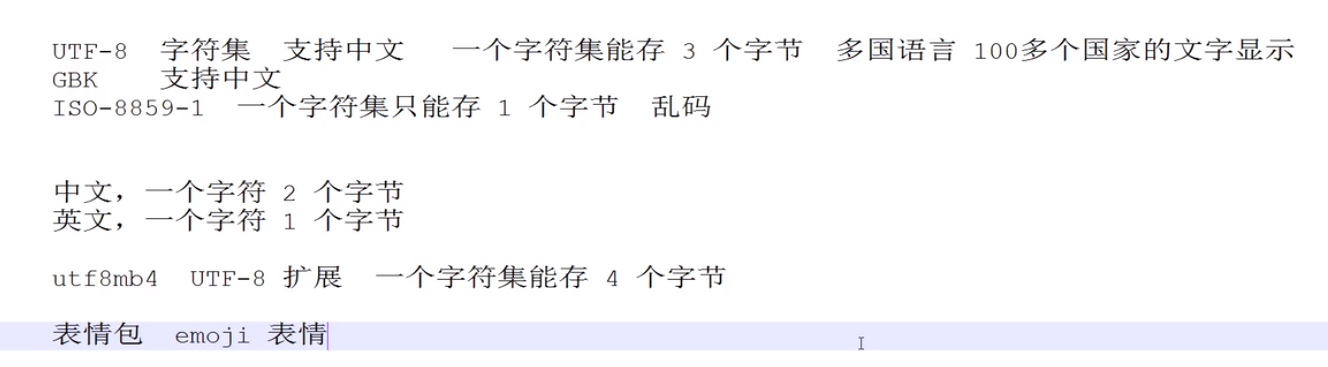 UTF-8  字符集  支持中文   一个字符集能存 3 个字节  多国语言 100多个国家的文字显示
GBK    支持中文
ISO-8859-1  一个字符集只能存 1 个字节  乱码
中文，一个字符 2 个字节
英文，一个字符 1 个字节
utf8mb4  UTF-8 扩展  一个字符集能存 4 个字节
表情包  emoji 表情